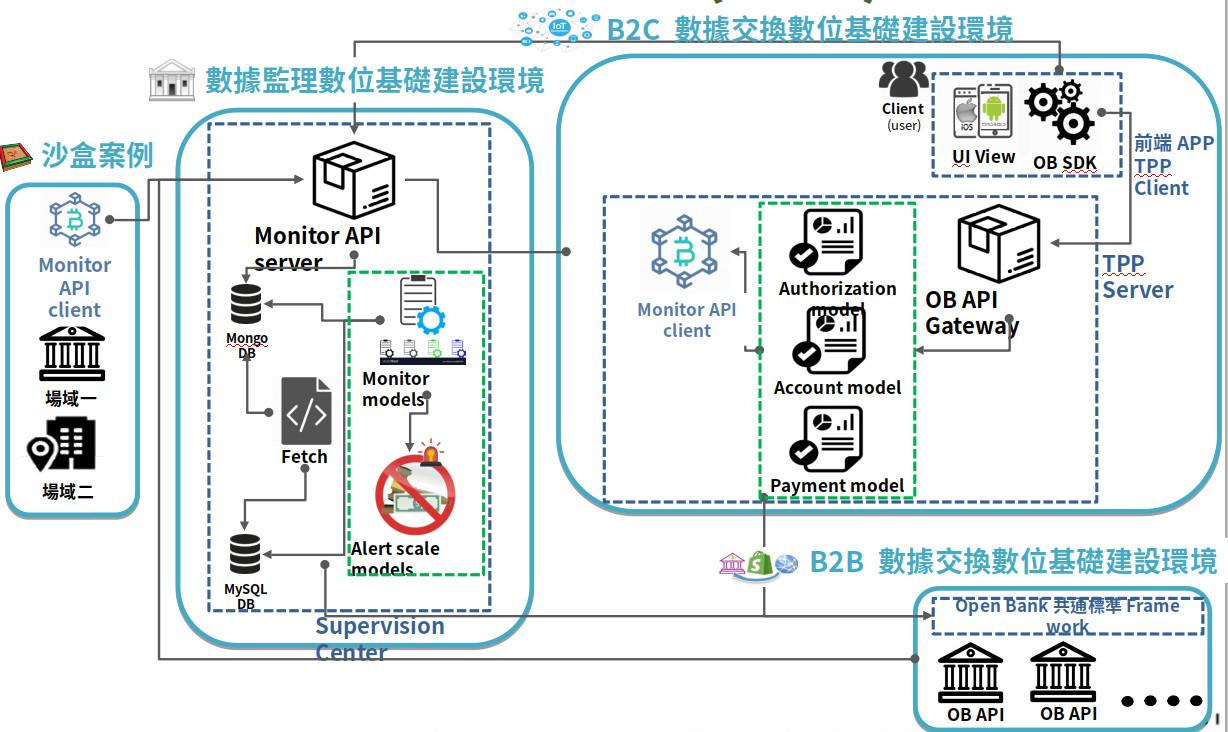 B2C 數據交換數位基礎建設環境
數據監理數位基礎建設環境
沙盒案例
Monitor
API
client
場域一
場域二
Monitor API
server
Mongo
DB
Fetch
MySQL
DB
Monitor
models
Alert scale
models
Supervision
Center
Client
(user)
iOS
UI View
OB SDK
前端 APP
TPP
Client
Monitor API
client
Authorization
model
Account model
Payment model
OB API
Gateway
TPP
Server
B2B 數據交換數位基礎建設環境
Open Bank 共通標準 Frame
work
OB API
OB API